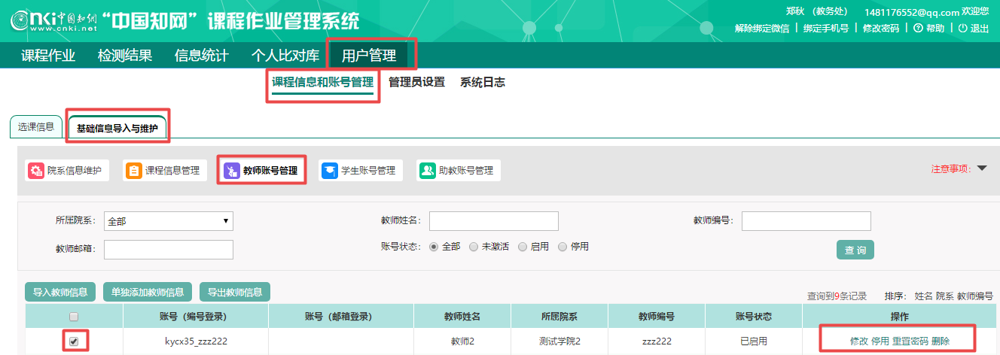 cnki中国知网 www.cnki.net "中国知网" 课程作业管理系统
郑秋 （教务处） 1481176552@qq.com 欢迎您
解除绑定微信 | 绑定手机号 | 修改密码 | 帮助 | 退出
课程作业 检测结果 信息统计 个人比对库 用户管理
课程信息和账号管理 管理员设置 系统日志
选课信息 基础信息导入与维护
院系信息维护 课程信息管理 教师账号管理 学生账号管理 助教账号管理 注意事项:
所属院系: 全部 教师姓名: 教师编号:
教师邮箱: 账号状态: 全部 未激活 启用 停用 查 询
导入教师信息 单独添加教师信息 导出教师信息 查询到9条记录 排序: 姓名 院系 教师编号
账号（编号登录） 账号（邮箱登录） 教师姓名 所属院系 教师编号 账号状态 操作
kycx35_zzz222 教师2 测试学院2 zzz222 已启用 修改 停用 重置密码 删除